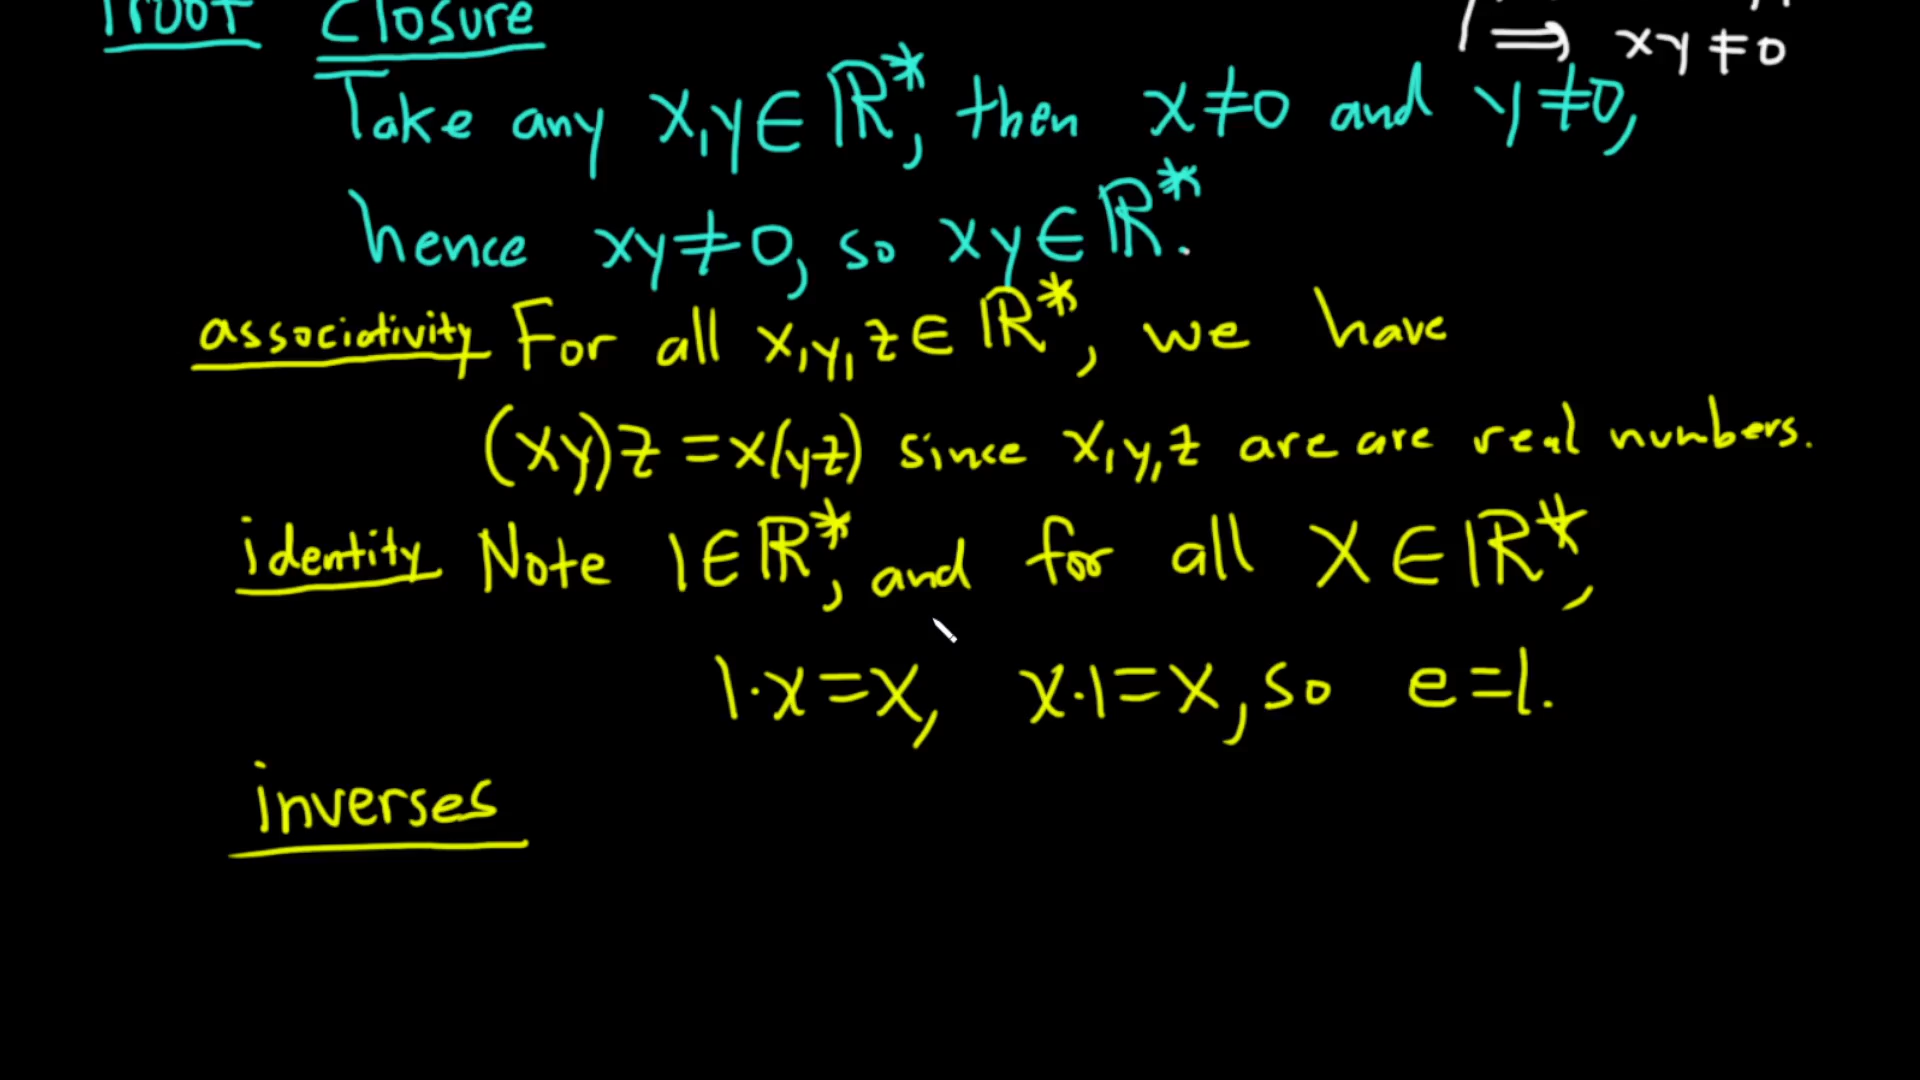 Proof Closure
⟹ xy≠0
Take any x,y∈ℝ*, then x≠0 and y≠0,
hence xy≠0, so xy∈ℝ*.
associativity For all x,y,z∈ℝ*, we have
(xy)z=x(yz) since x,y,z are are real numbers.
identity Note 1∈ℝ*, and for all x∈ℝ*,
1·x=x, x·1=x, so e=1.
inverses